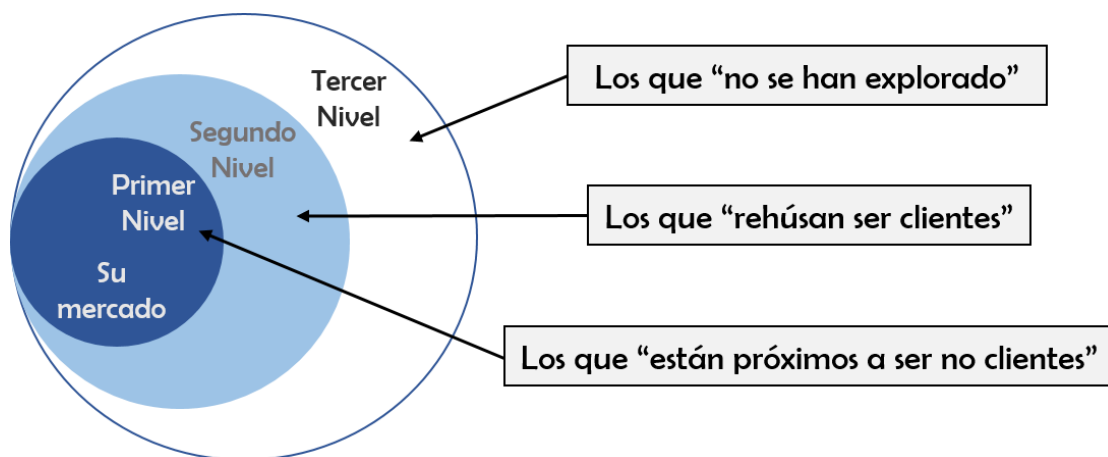 Tercer
Nivel
Los que “no se han explorado”
Segundo
Nivel
Primer
Nivel
Los que “rehúsan ser clientes”
Su
mercado
Los que “están próximos a ser no clientes”